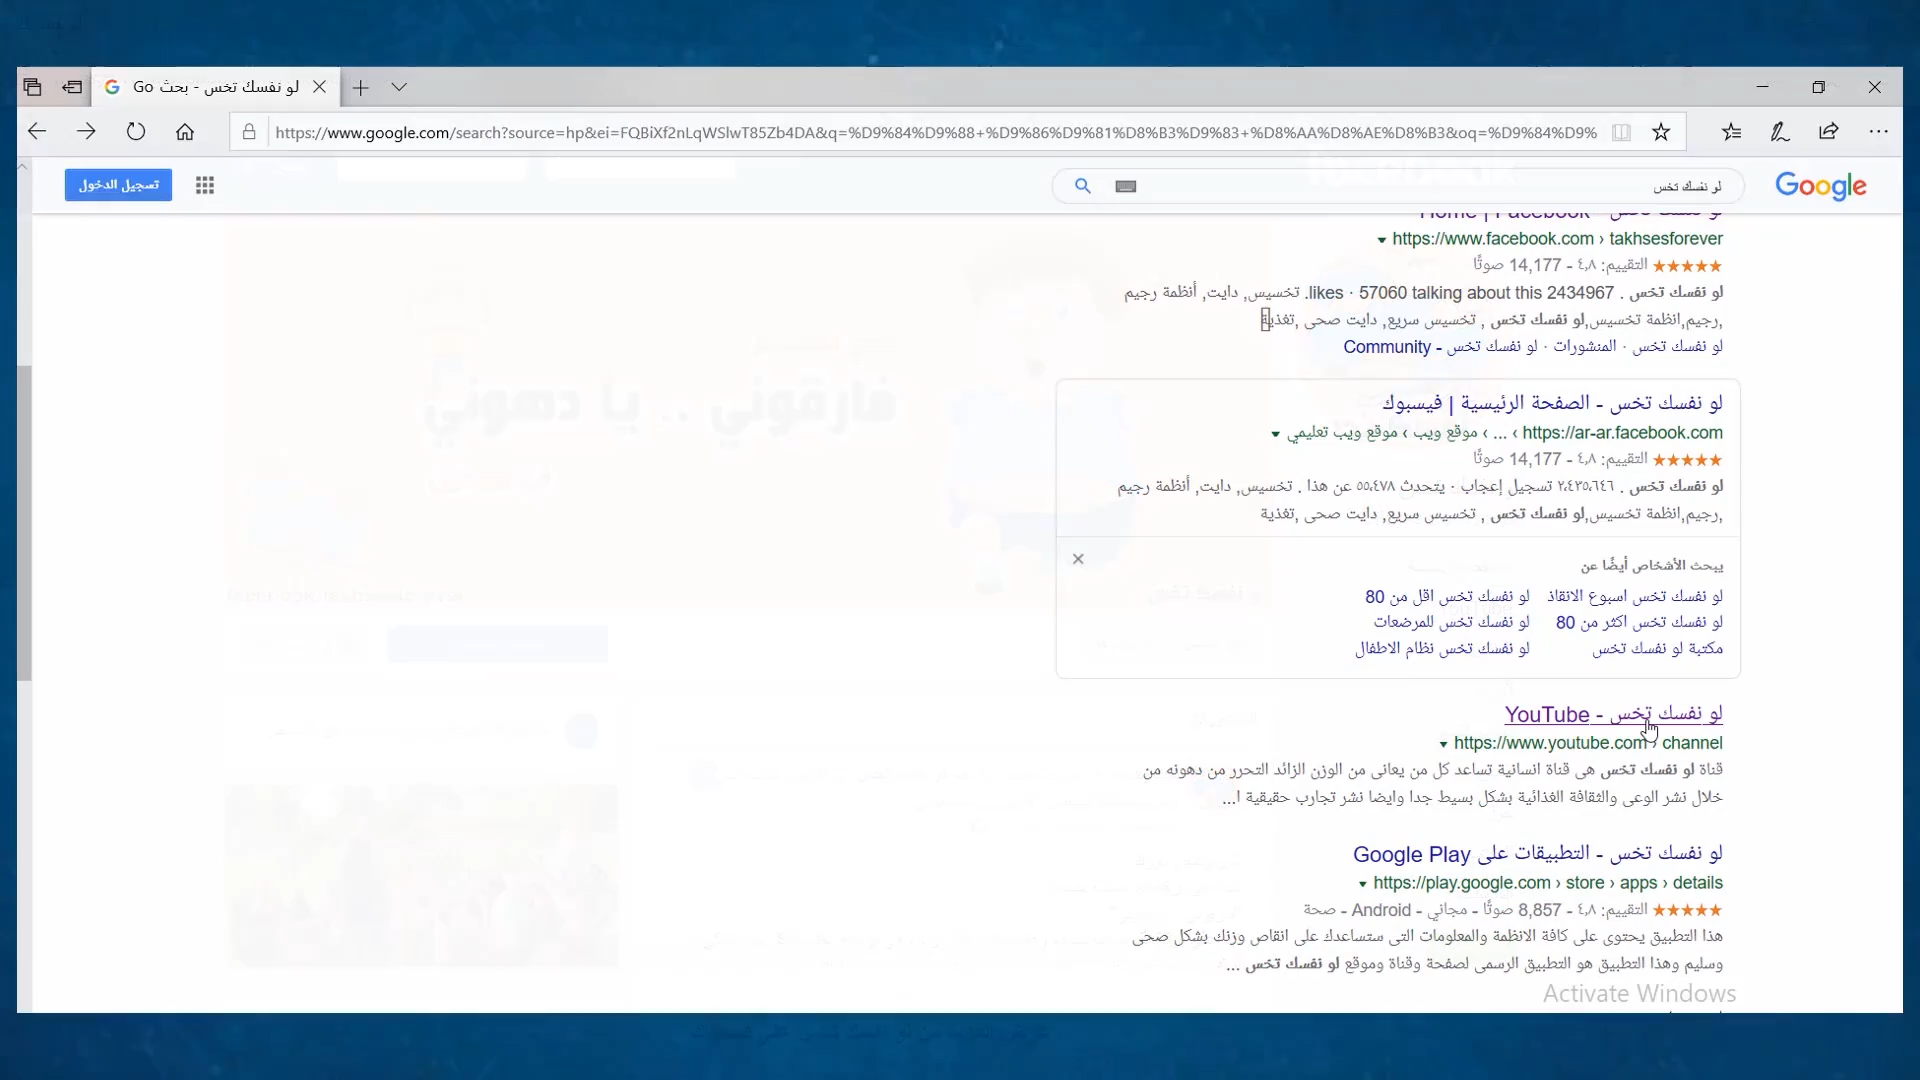 لو نفسك تخس - بحث Go
https://www.google.com/search?source=hp&ei=FQBiXf2nLqWSlwT85Zb4DA&q=%D9%84%D9%88+%D9%86%D9%81%D8%B3%D9%83+%D8%AA%D8%AE%D8%B3&oq=%D9%84%D9%
تسجيل الدخول
لو نفسك تخس
Google
لو نفسك تخس - Home | Facebook
https://www.facebook.com › takhsesforever
التقييم: ٤٫٨ - 14,177 صوتًا
لو نفسك تخس . 2434967 likes · 57060 talking about this. تخسيس, دايت, أنظمة رجيم
,رجيم,انظمة تخسيس,لو نفسك تخس , تخسيس سريع, دايت صحى ,تغذية
لو نفسك تخس · المنشورات · لو نفسك تخس - Community
لو نفسك تخس - الصفحة الرئيسية | فيسبوك
https://ar-ar.facebook.com › ... › موقع ويب › موقع ويب تعليمي
التقييم: ٤٫٨ - 14,177 صوتًا
لو نفسك تخس . ٢٬٤٣٥٬٦٤٦ تسجيل إعجاب · يتحدث ٥٥٬٤٧٨ عن هذا . تخسيس, دايت, أنظمة رجيم
,رجيم,انظمة تخسيس,لو نفسك تخس , تخسيس سريع, دايت صحى ,تغذية
يبحث الأشخاص أيضًا عن
لو نفسك تخس اسبوع الانقاذ لو نفسك تخس اقل من 80
لو نفسك تخس اكثر من 80 لو نفسك تخس للمرضعات
مكتبة لو نفسك تخس لو نفسك تخس نظام الاطفال
لو نفسك تخس - YouTube
https://www.youtube.com › channel
قناة لو نفسك تخس هى قناة انسانية تساعد كل من يعانى من الوزن الزائد التحرر من دهونه من
خلال نشر الوعى والثقافة الغذائية بشكل بسيط جدا وايضا نشر تجارب حقيقية ا...
لو نفسك تخس - التطبيقات على Google Play
https://play.google.com › store › apps › details
التقييم: ٤٫٨ - 8,857 صوتًا - مجاني - Android - صحة
هذا التطبيق يحتوى على كافة الانظمة والمعلومات التى ستساعدك على انقاص وزنك بشكل صحى
وسليم وهذا التطبيق هو التطبيق الرسمى لصفحة وقناة وموقع لو نفسك تخس ...
Activate Windows
فارقوني .. يا دهوني